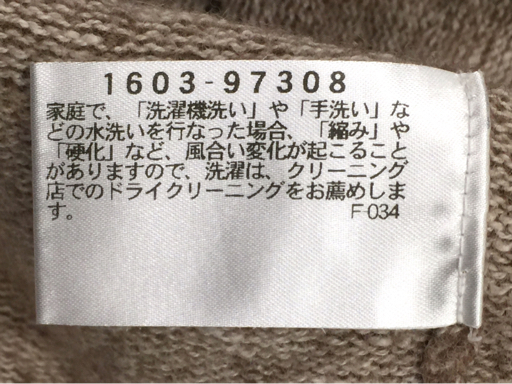 1603-97308
家庭で、「洗濯機洗い」や「手洗い」な
どの水洗いを行なった場合、「縮み」や
「硬化」など、風合い変化が起こること
がありますので、洗濯は、クリーニング
店でのドライクリーニングをお薦めしま
す。
F-034